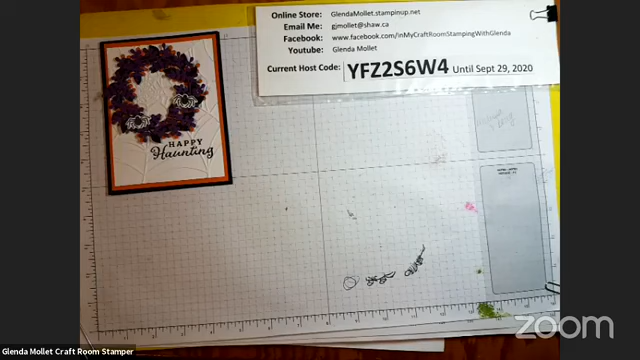 Online Store: GlendaMollet.stampinup.net
Email Me: gjmollet@shaw.ca
Facebook: www.facebook.com/inMyCraftRoomStampingWithGlenda
Youtube: Glenda Mollet
Current Host Code: YFZ2S6W4 Until Sept 29, 2020
HAPPY
Haunting
zoom
Glenda Mollet Craft Room Stamper